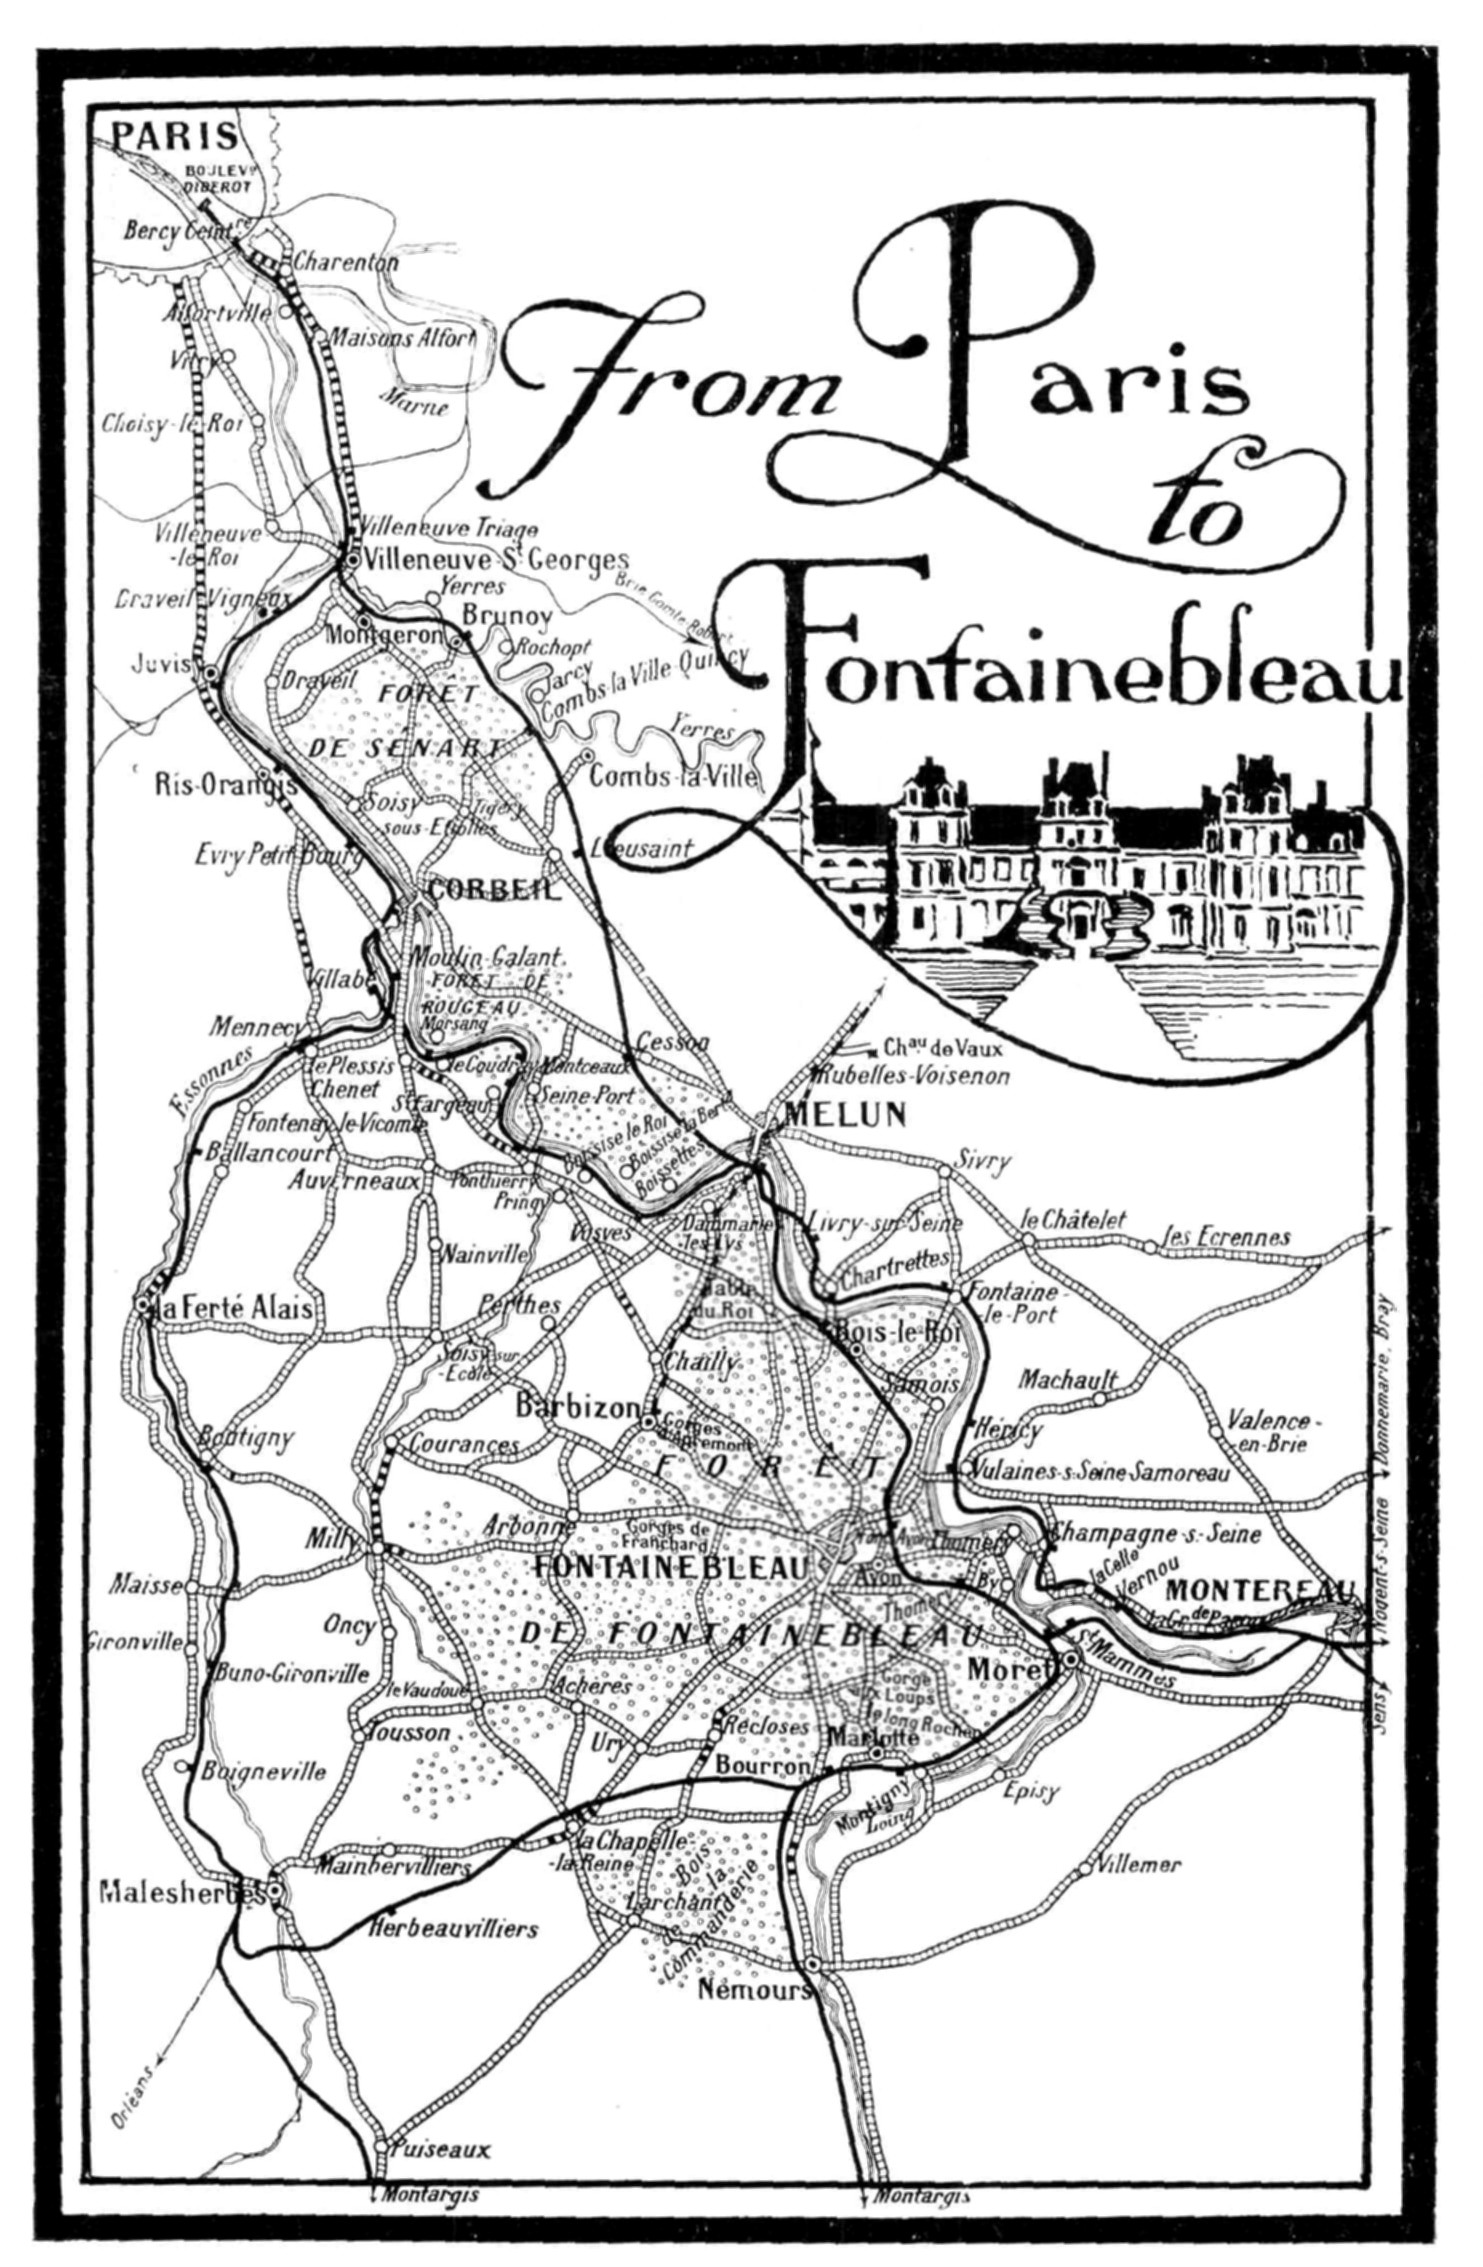 PARIS
BOULEVd
DIDEROT
Bercy Ceintre
Charenton
Alfortville
Maisons Alfort
Vitry
Marne
Choisy-le-Roi
From Paris
to
Fontainebleau
Villeneuve
-le-Roi
Villeneuve Triage
Villeneuve-St Georges
Yerres
Brie Comte-Robert
Draveil-Vigneux
Montgeron
Brunoy
Rochopt
Jarcy
Combs-la-Ville Quincy
Juvisy
Draveil
FORÊT
DE SÉNART
Yerres
Combs-la-Ville
Ris-Orangis
Soisy
sous-Etiolles
Tigery
Evry Petit-Bourg
Lieusaint
CORBEIL
Moulin-Galant
FORÊT DE
ROUGEAU
Villabé
Morsang
Mennecy
Essonnes
le Plessis
Chenet
le Coudray-Montceaux
Cesson
Chau de Vaux
Rubelles-Voisenon
St Fargeau
Seine-Port
MELUN
Fontenay-le-Vicomte
Ballancourt
Auverneaux
Ponthierry
Pringy
Boissise le Roi
Boissise la Bertd
Boissettes
Sivry
Vosves
Dammarie
-les Lys
Livry-sur-Seine
le Châtelet
les Ecrennes
Nainville
Chartrettes
Table
du Roi
Fontaine-
-le-Port
la Ferté Alais
Perthes
Bois-le-Roi
Soisy-sur-
-Ecole
Chailly
Samois
Machault
Barbizon
Gorges
d'Apremont
Héricy
Valence-
en-Brie
Donnemarie, Bray
Boutigny
Courances
FORÊT
Vulaines-s-Seine-Samoreau
Milly
Arbonne
Gorges de
Franchard
FONTAINEBLEAU
Avon
Thomery
Champagne-s.-Seine
la Celle
Vernou
By
MONTEREAU
Nogent-s-Seine
Maisse
Thomery
la Gr. de Paroisse
Oncy
DE FONTAINEBLEAU
St Mammès
Gironville
Buno-Gironville
Moret
le Vaudoué
Achères
Gorge
aux Loups
le long Rocher
Sens
Tousson
Ury
Recloses
Marlotte
Boigneville
Bourron
Montigny
Loing
Episy
la Chapelle-
-la-Reine
Mainbervilliers
Villemer
Malesherbes
Larchant
Bois
de la
Commanderie
Herbeauvilliers
Nemours
Orléans
Puiseaux
Montargis
Montargis